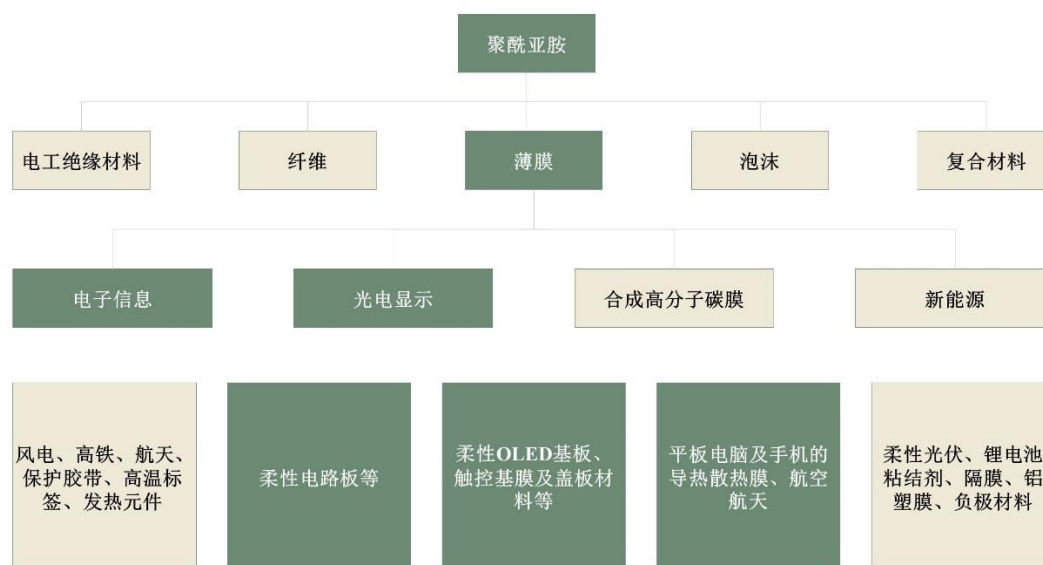 聚酰亚胺
电工绝缘材料
纤维
薄膜
泡沫
复合材料
电子信息
光电显示
合成高分子碳膜
新能源
风电、高铁、航天、
保护胶带、高温标
签、发热元件
柔性电路板等
柔性OLED基板、
触控基膜及盖板材
料等
平板电脑及手机的
导热散热膜、航空
航天
柔性光伏、锂电池
粘结剂、隔膜、铝
塑膜、负极材料